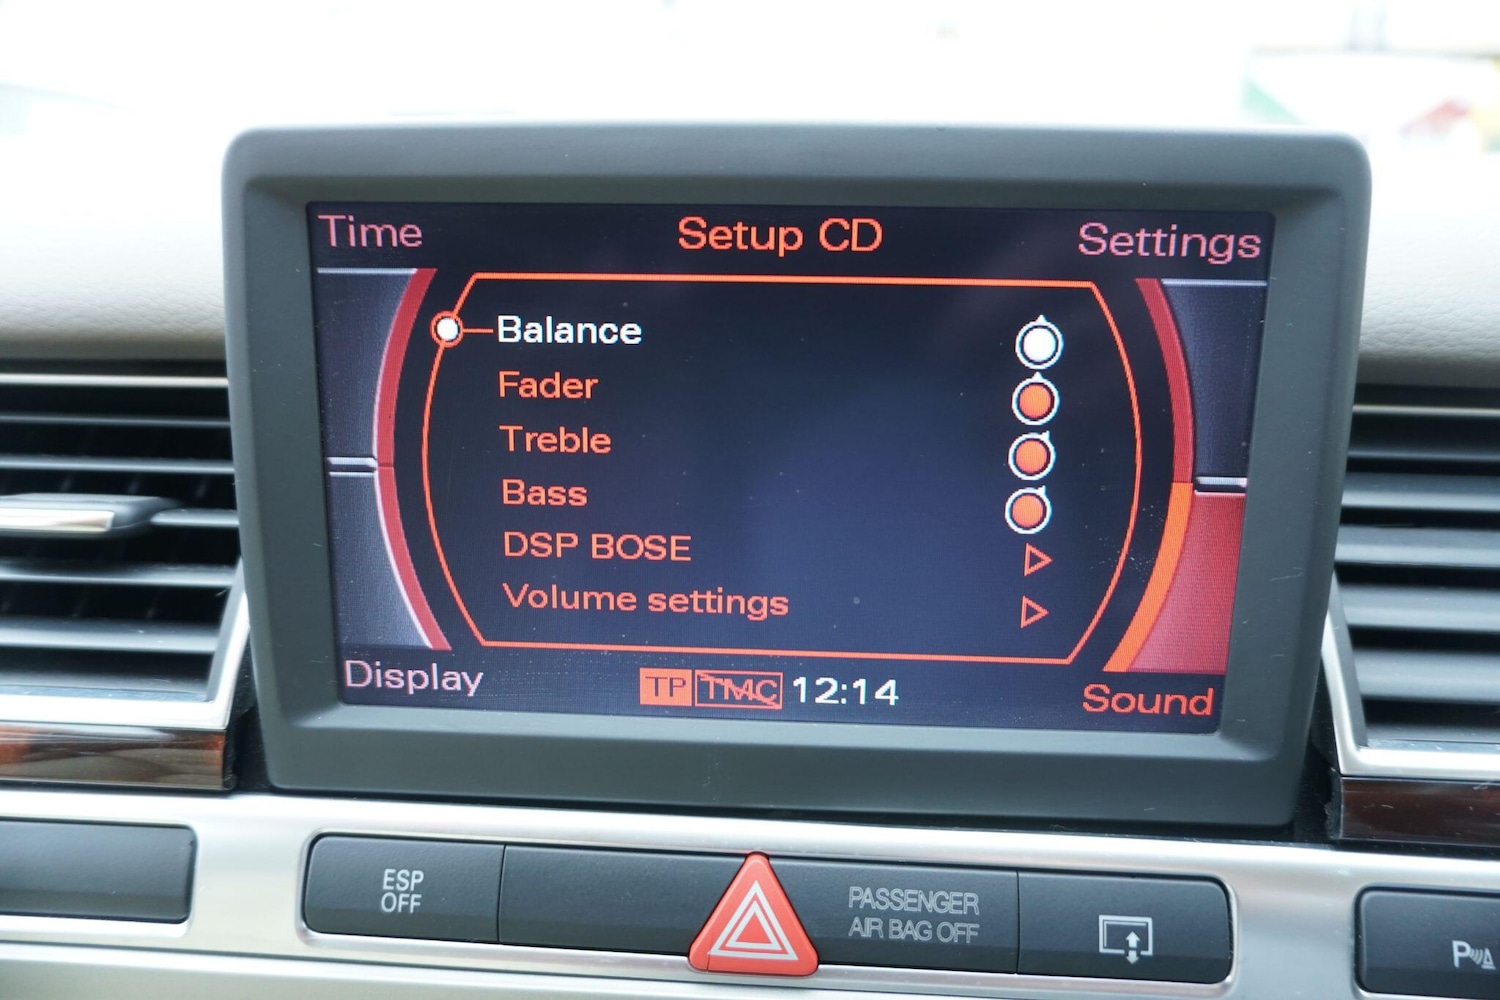 Time
Setup CD
Settings
Balance
Fader
Treble
Bass
DSP BOSE
Volume settings
Display
TP TMC 12:14
Sound
ESP
OFF
PASSENGER
AIR BAG OFF
P